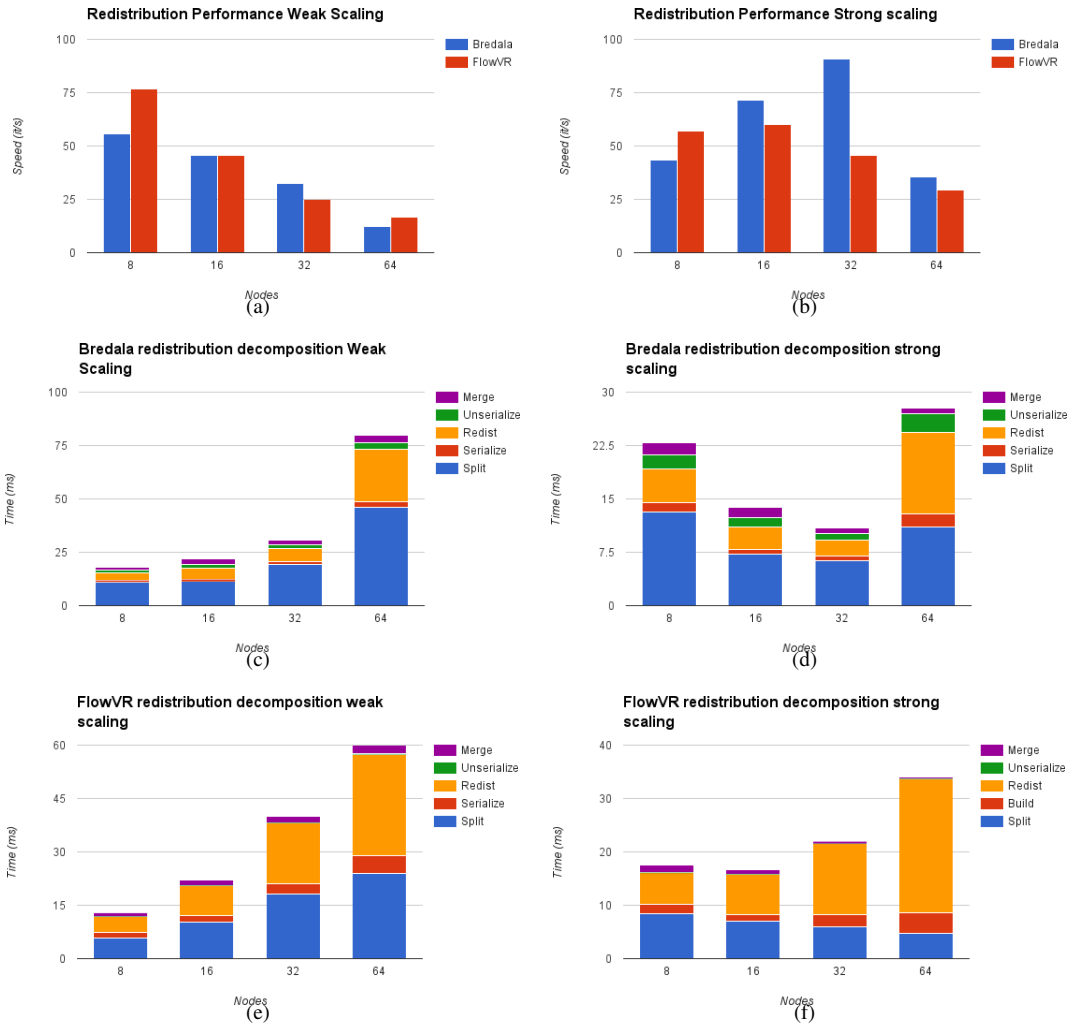 Redistribution Performance Weak Scaling
100
75
50
25
0
Speed (it/s)
8
16
32
64
Nodes
Bredala
FlowVR
(a)
Redistribution Performance Strong scaling
100
75
50
25
0
Speed (it/s)
8
16
32
64
Nodes
Bredala
FlowVR
(b)
Bredala redistribution decomposition Weak
Scaling
100
75
50
25
0
Time (ms)
8
16
32
64
Nodes
Merge
Unserialize
Redist
Serialize
Split
(c)
Bredala redistribution decomposition strong
scaling
30
22.5
15
7.5
0
Time (ms)
8
16
32
64
Nodes
Merge
Unserialize
Redist
Serialize
Split
(d)
FlowVR redistribution decomposition weak
scaling
60
45
30
15
0
Time (ms)
8
16
32
64
Nodes
Merge
Unserialize
Redist
Serialize
Split
(e)
FlowVR redistribution decomposition strong
scaling
40
30
20
10
0
Time (ms)
8
16
32
64
Nodes
Merge
Unserialize
Redist
Build
Split
(f)